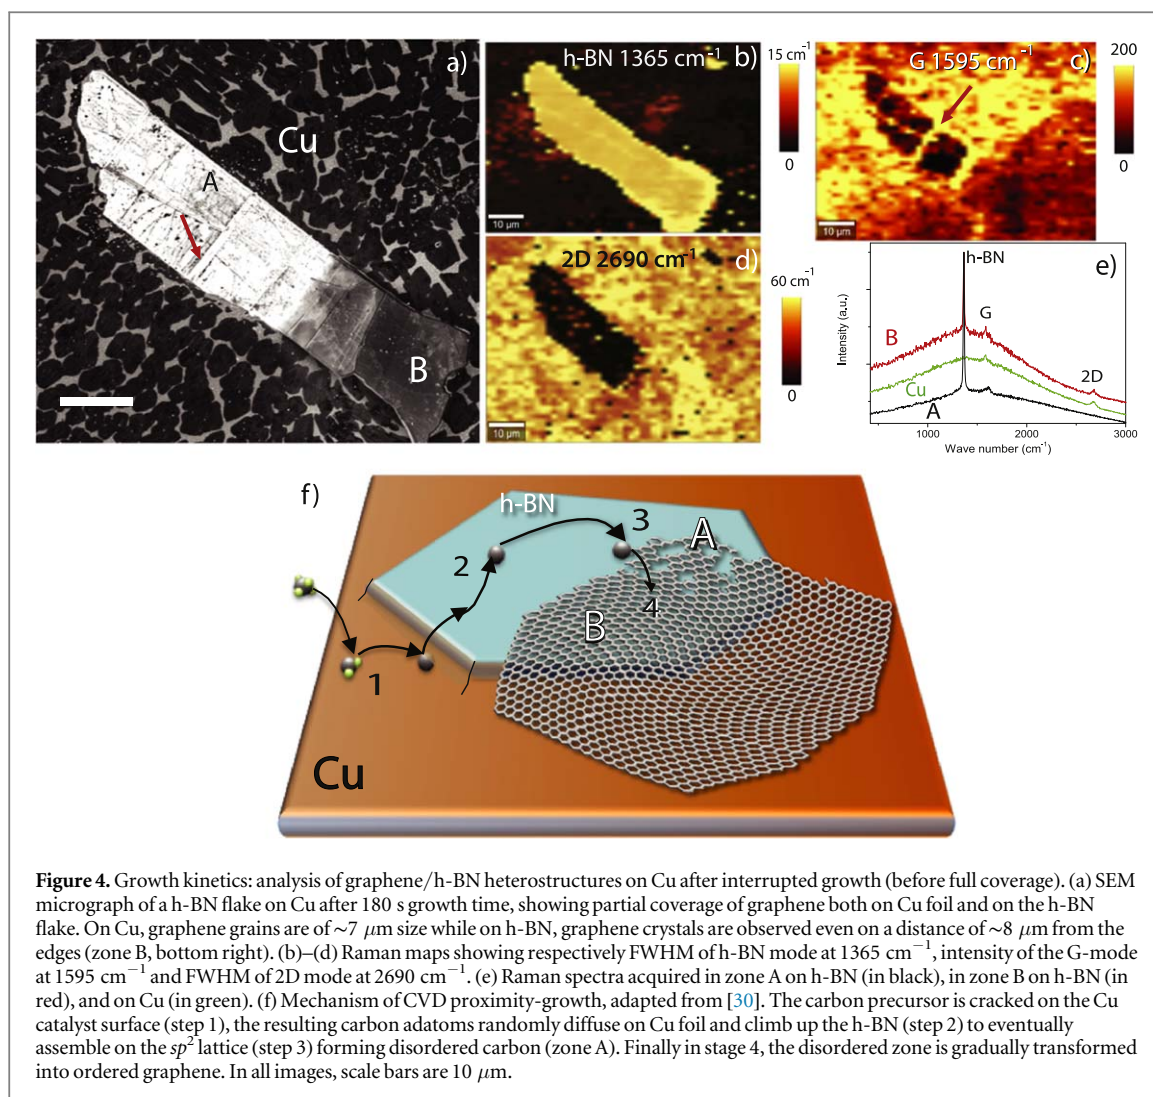 a)
Cu
A
B
h-BN 1365 cm⁻¹
b)
10 µm
15 cm⁻¹
0
G 1595 cm⁻¹
c)
10 µm
200
0
2D 2690 cm⁻¹
d)
10 µm
60 cm⁻¹
0
e)
h-BN
G
B
2D
Cu
A
Intensity (a.u.)
1000
2000
3000
Wave number (cm⁻¹)
f)
h-BN
3
A
2
4
B
1
Cu
Figure 4. Growth kinetics: analysis of graphene/h-BN heterostructures on Cu after interrupted growth (before full coverage). (a) SEM
micrograph of a h-BN flake on Cu after 180 s growth time, showing partial coverage of graphene both on Cu foil and on the h-BN
flake. On Cu, graphene grains are of ~7 μm size while on h-BN, graphene crystals are observed even on a distance of ~8 μm from the
edges (zone B, bottom right). (b)–(d) Raman maps showing respectively FWHM of h-BN mode at 1365 cm⁻¹, intensity of the G-mode
at 1595 cm⁻¹ and FWHM of 2D mode at 2690 cm⁻¹. (e) Raman spectra acquired in zone A on h-BN (in black), in zone B on h-BN (in
red), and on Cu (in green). (f) Mechanism of CVD proximity-growth, adapted from [30]. The carbon precursor is cracked on the Cu
catalyst surface (step 1), the resulting carbon adatoms randomly diffuse on Cu foil and climb up the h-BN (step 2) to eventually
assemble on the sp² lattice (step 3) forming disordered carbon (zone A). Finally in stage 4, the disordered zone is gradually transformed
into ordered graphene. In all images, scale bars are 10 μm.